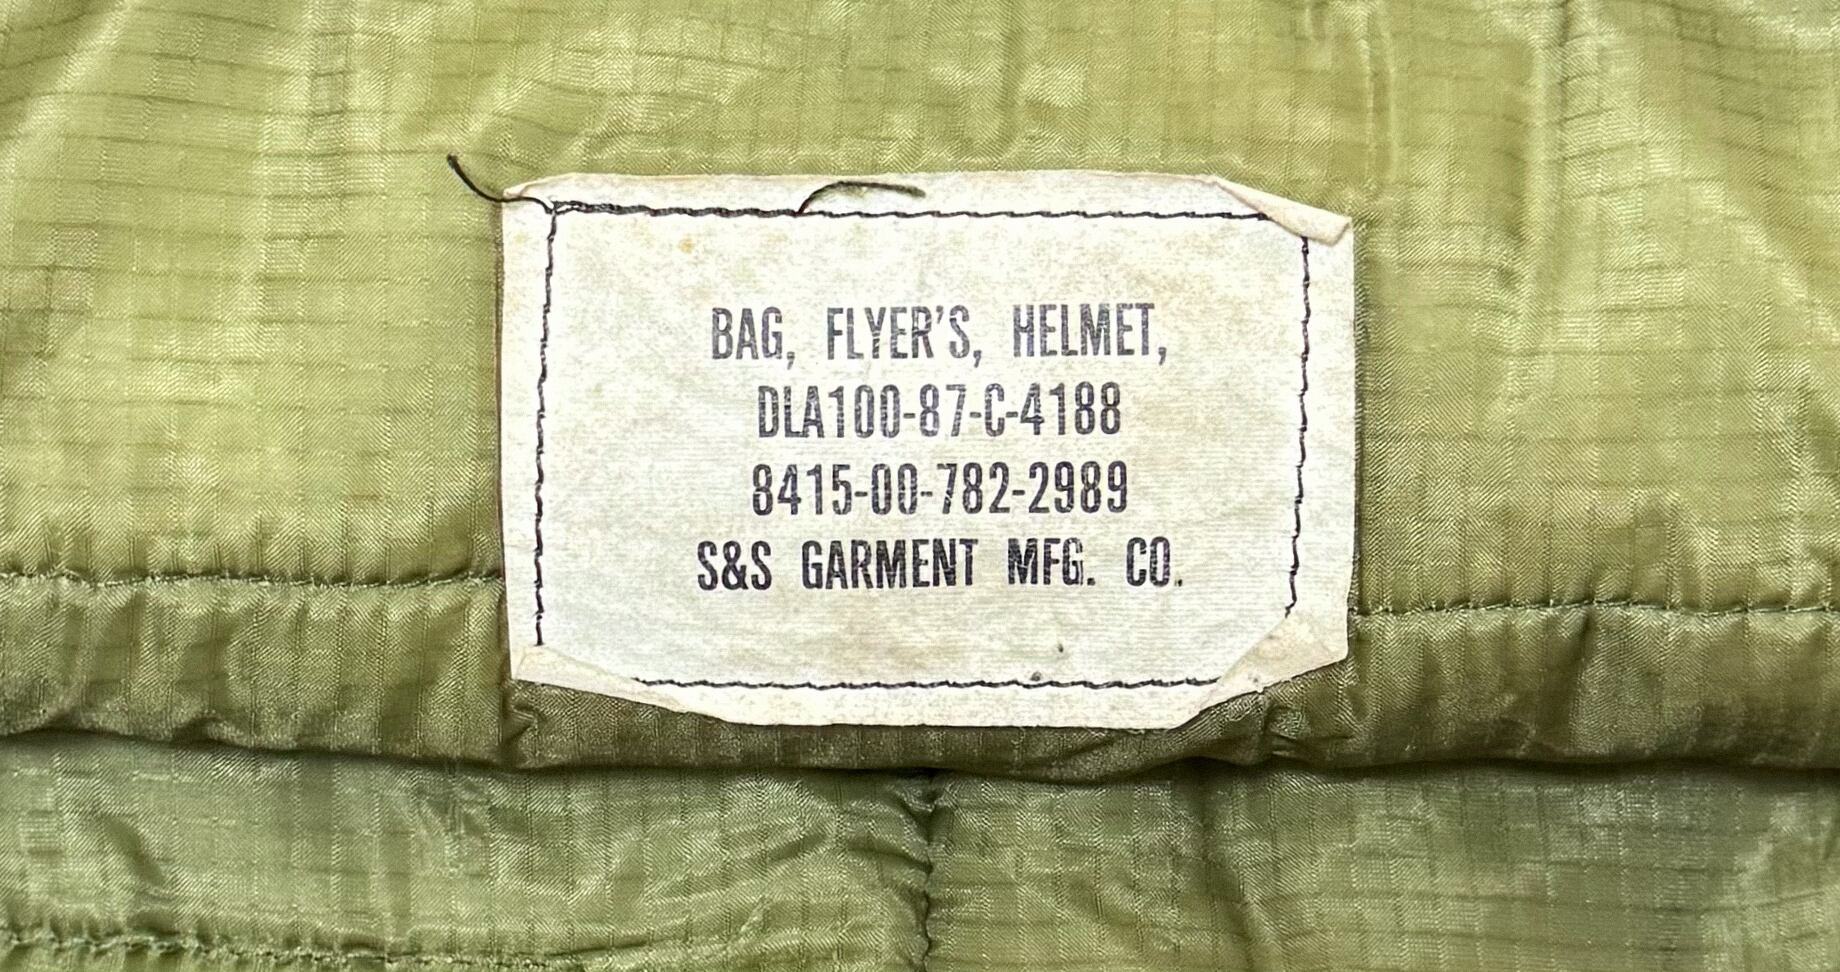 BAG, FLYER'S, HELMET,
DLA100-87-C-4188
8415-00-782-2989
S&S GARMENT MFG. CO.